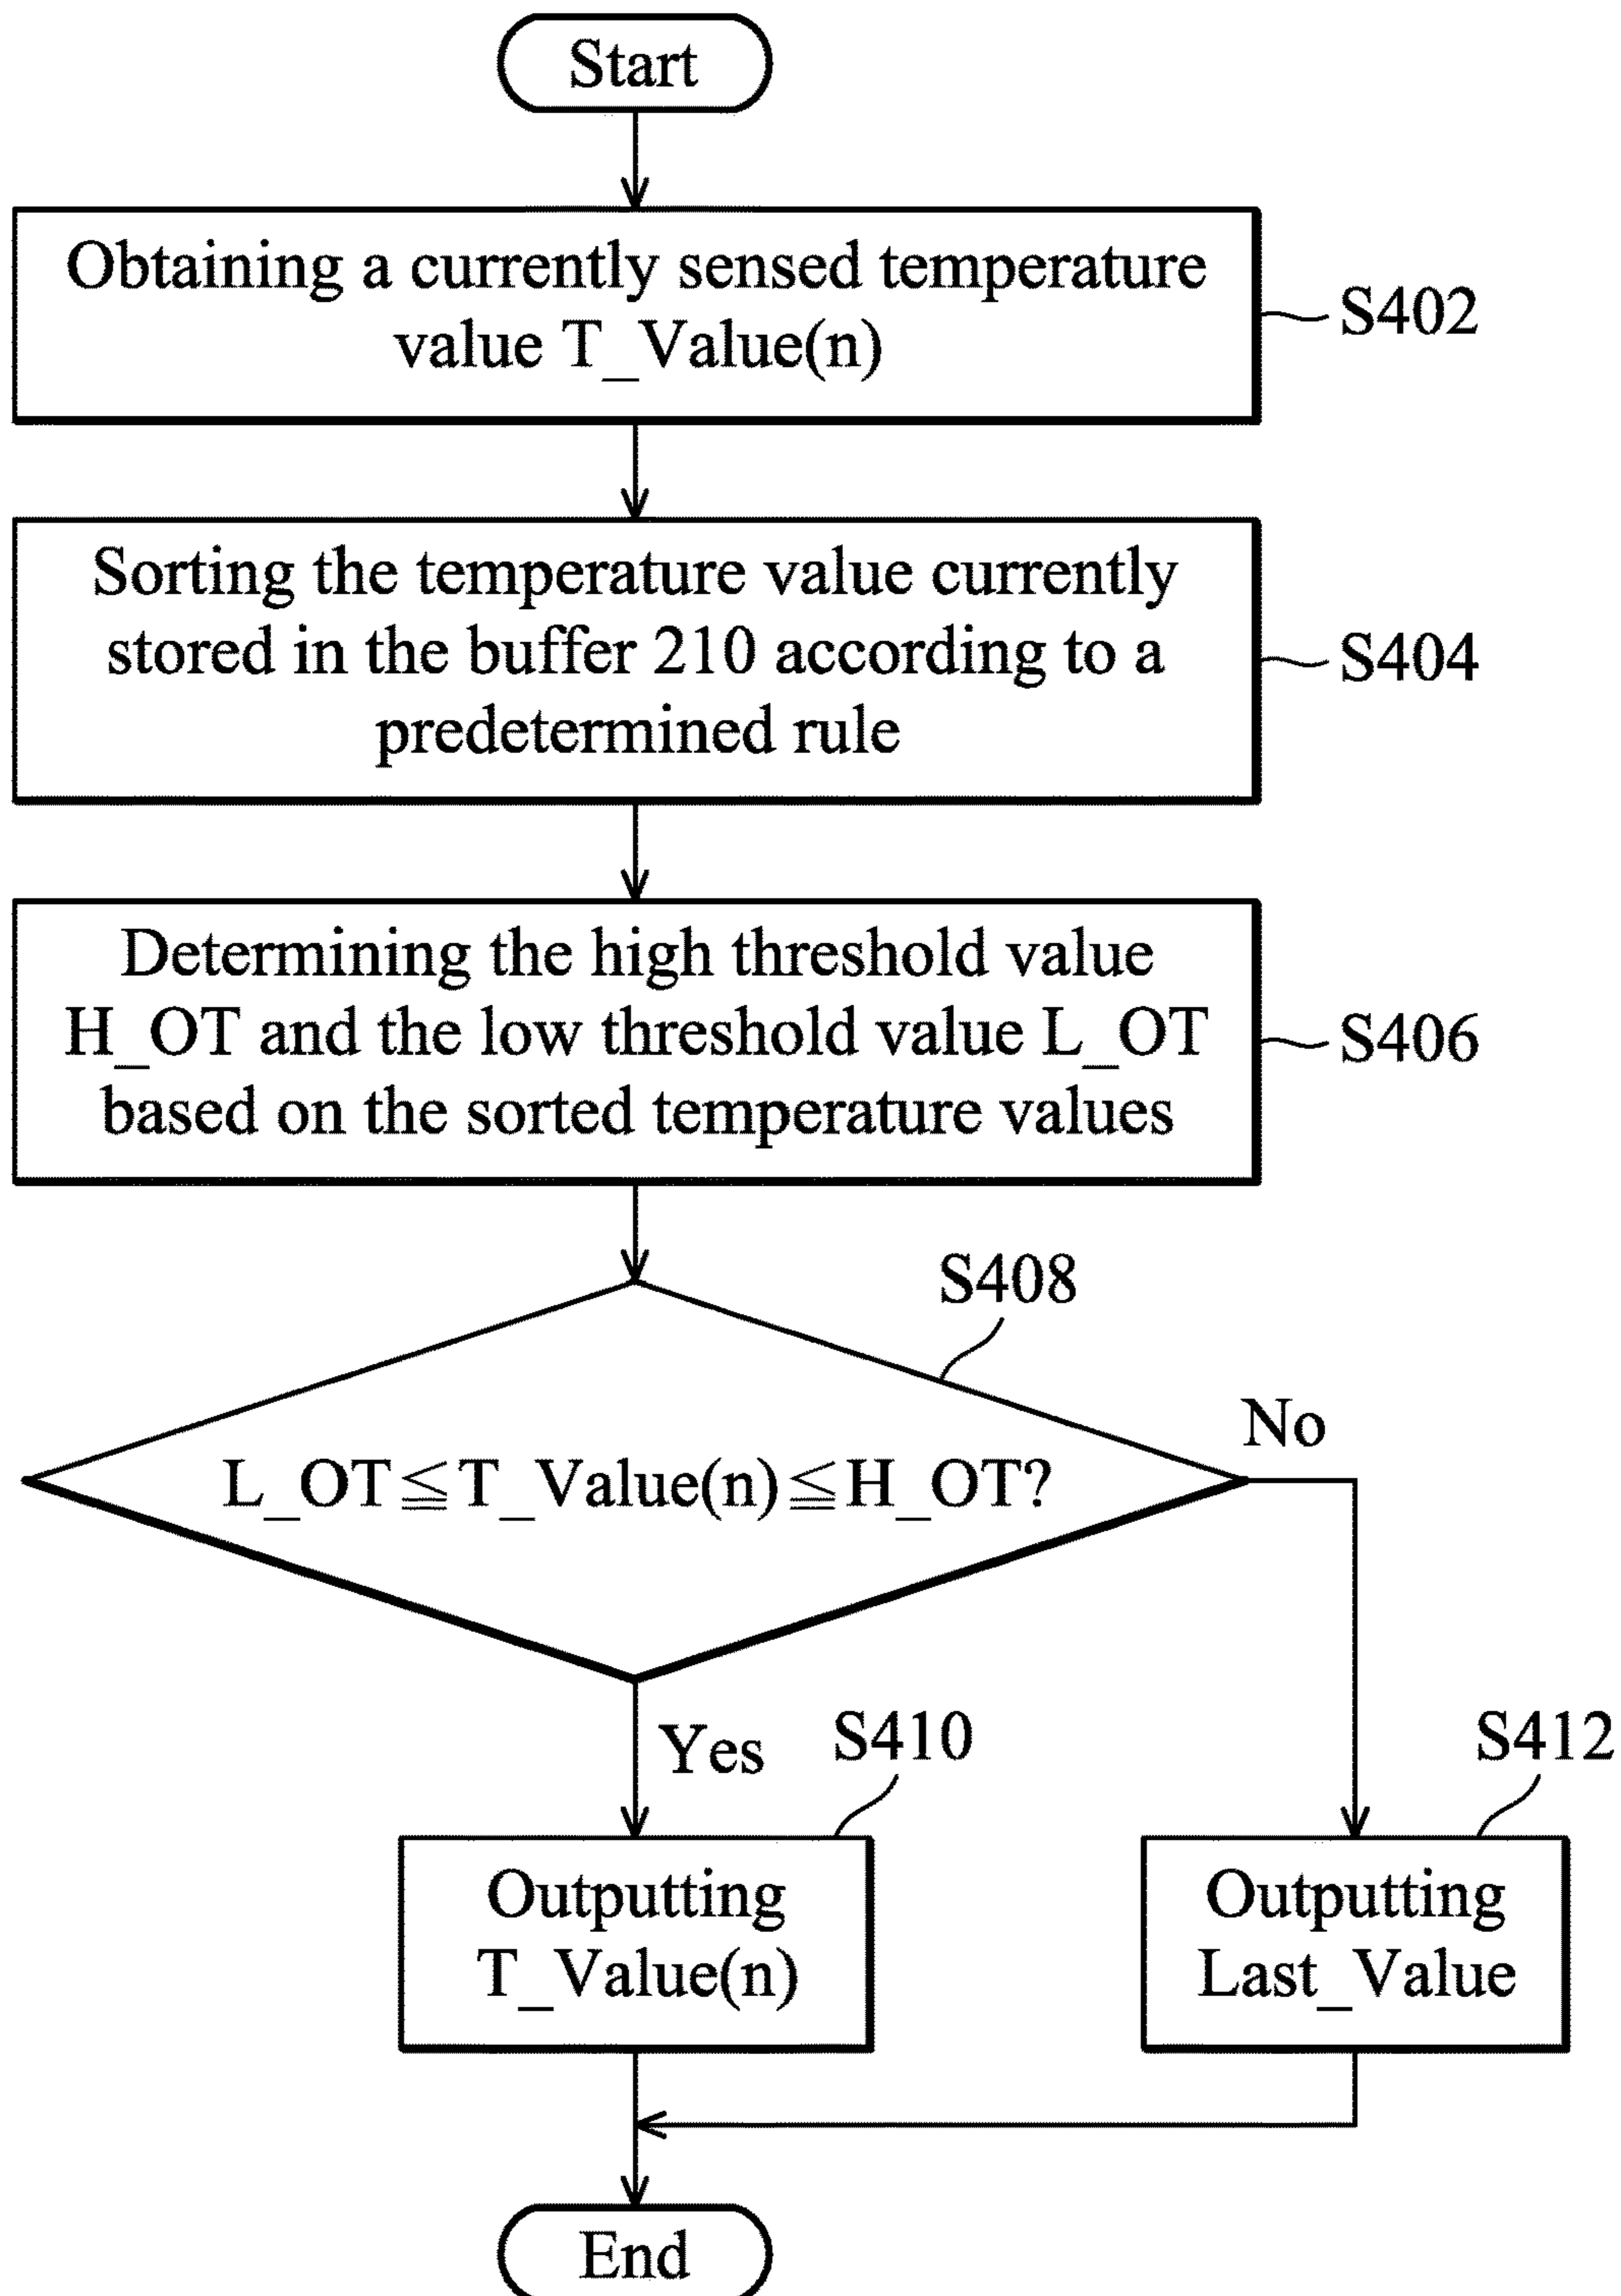 Start
Obtaining a currently sensed temperature
value T_Value(n)
S402
Sorting the temperature value currently
stored in the buffer 210 according to a
predetermined rule
S404
Determining the high threshold value
H_OT and the low threshold value L_OT
based on the sorted temperature values
S406
S408
L_OT≦T_Value(n)≦H_OT?
No
Yes
S410
S412
Outputting
T_Value(n)
Outputting
Last_Value
End